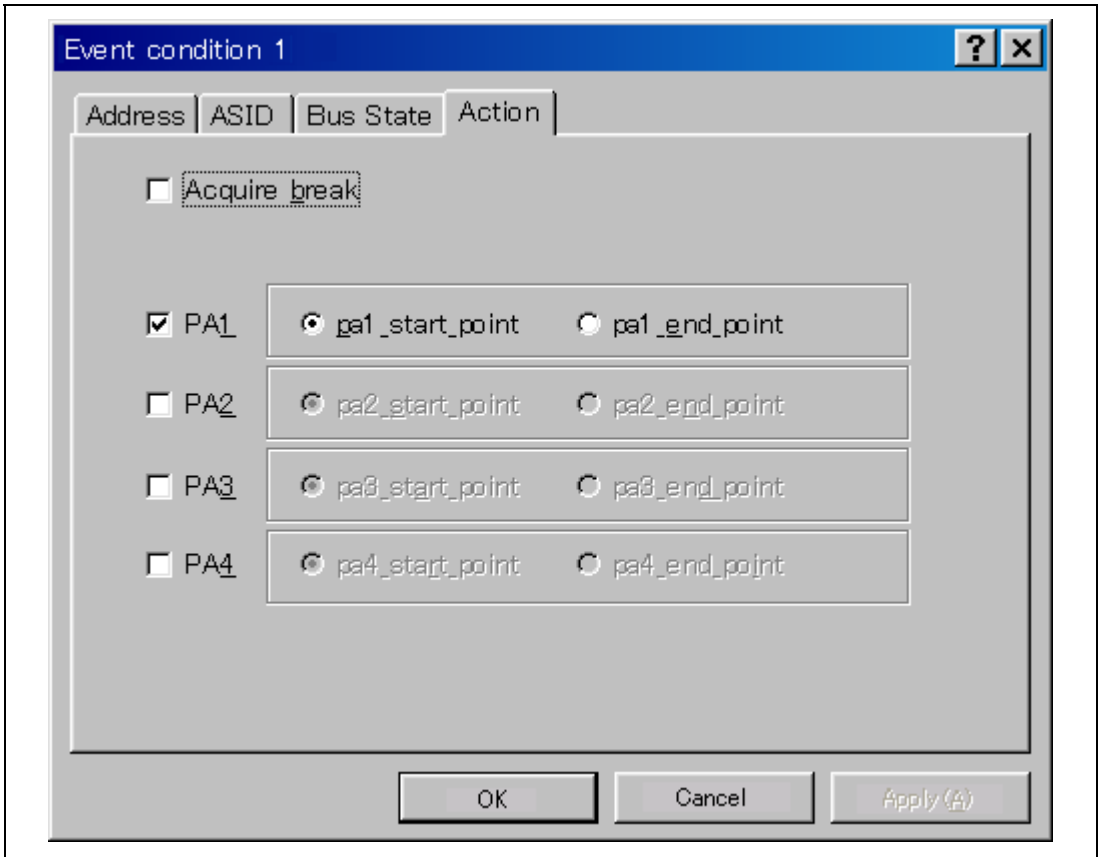 Event condition 1
Address ASID Bus State Action
Acquire break
PA1 pa1_start_point pa1_end_point
PA2 pa2_start_point pa2_end_point
PA3 pa3_start_point pa3_end_point
PA4 pa4_start_point pa4_end_point
OK Cancel Apply(A)